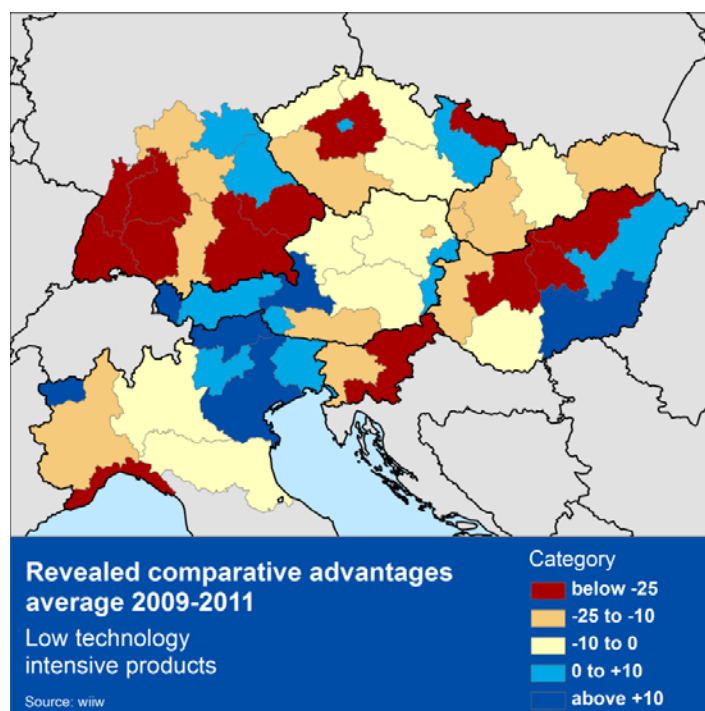 Revealed comparative advantages
average 2009-2011
Low technology
intensive products
Source: wiiw
Category
below -25
-25 to -10
-10 to 0
0 to +10
above +10